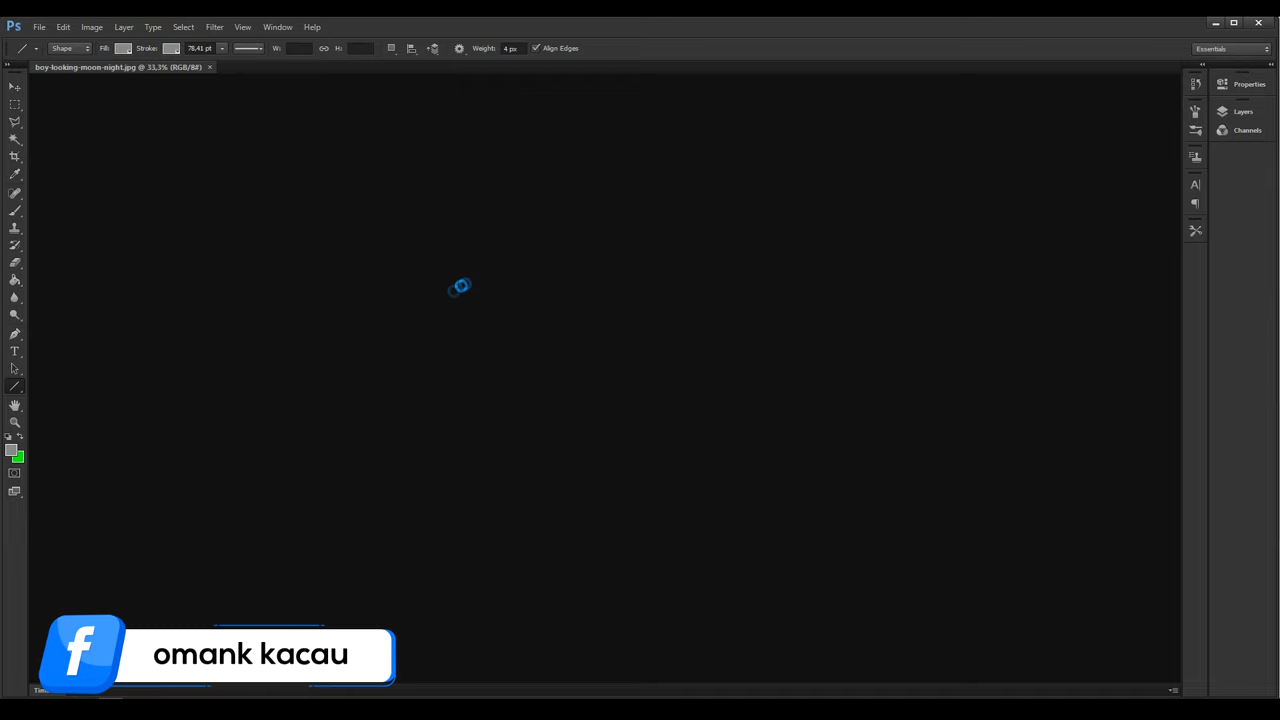 Ps File Edit Image Layer Type Select Filter View Window Help
Shape Fill: Stroke: 78,41 pt W: H: Weight: 4 px Align Edges Essentials
boy-looking-moon-night.jpg @ 33,3% (RGB/8#) ×
Properties
Layers
Channels
f omank kacau